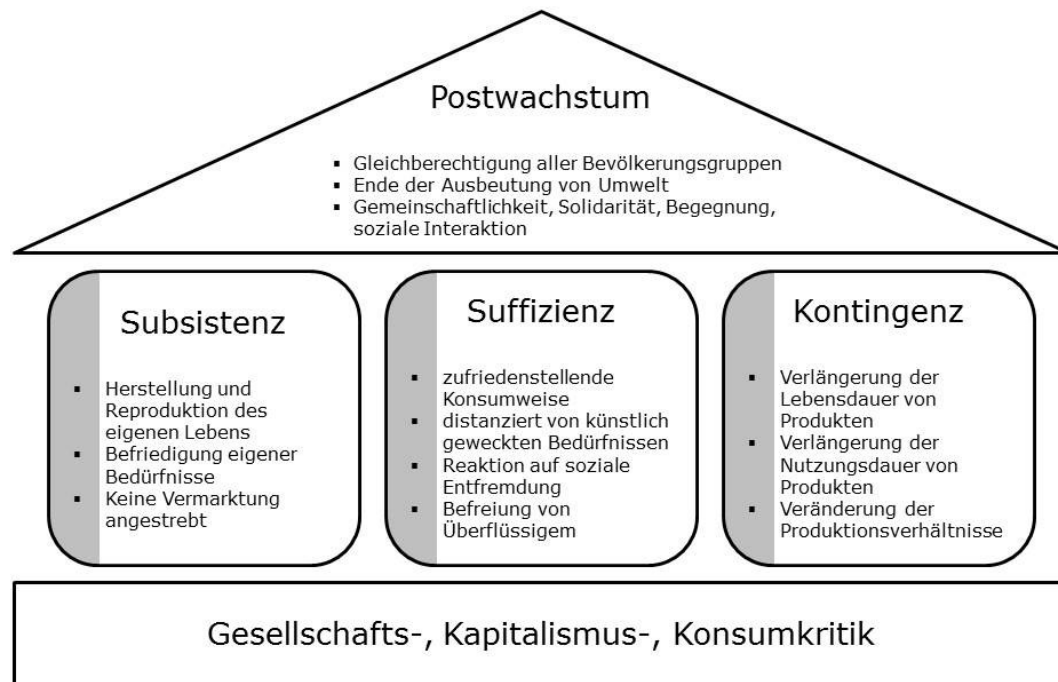 Postwachstum
▪ Gleichberechtigung aller Bevölkerungsgruppen
▪ Ende der Ausbeutung von Umwelt
▪ Gemeinschaftlichkeit, Solidarität, Begegnung,
soziale Interaktion
Subsistenz
▪ Herstellung und
Reproduktion des
eigenen Lebens
▪ Befriedigung eigener
Bedürfnisse
▪ Keine Vermarktung
angestrebt
Suffizienz
▪ zufriedenstellende
Konsumweise
▪ distanziert von künstlich
geweckten Bedürfnissen
▪ Reaktion auf soziale
Entfremdung
▪ Befreiung von
Überflüssigem
Kontingenz
▪ Verlängerung der
Lebensdauer von
Produkten
▪ Verlängerung der
Nutzungsdauer von
Produkten
▪ Veränderung der
Produktionsverhältnisse
Gesellschafts-, Kapitalismus-, Konsumkritik